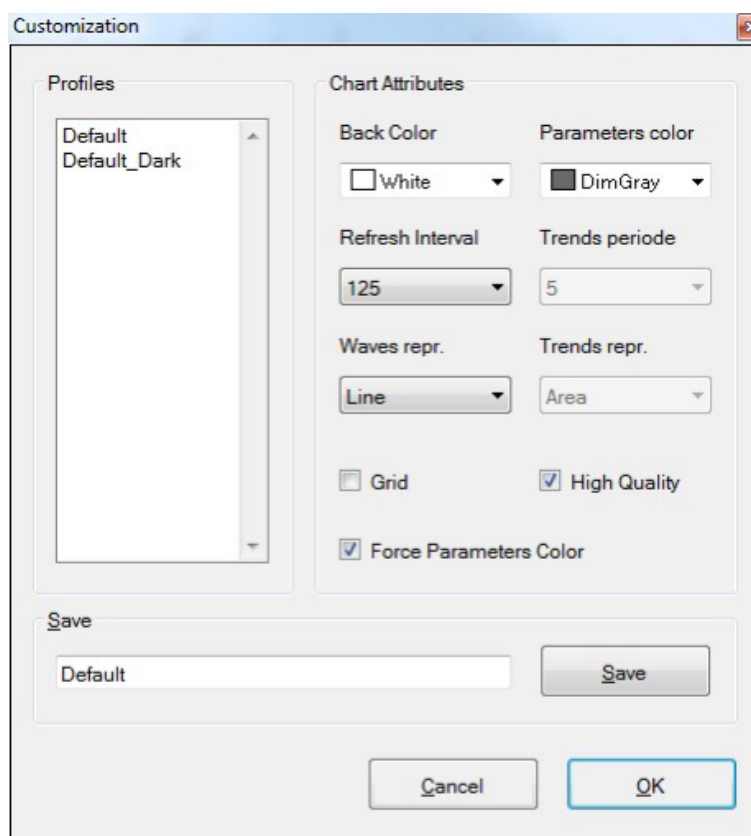 Customization
Profiles
Default
Default_Dark
Chart Attributes
Back Color
Parameters color
White
DimGray
Refresh Interval
Trends periode
125
5
Waves repr.
Trends repr.
Line
Area
Grid
High Quality
Force Parameters Color
Save
Default
Save
Cancel
OK